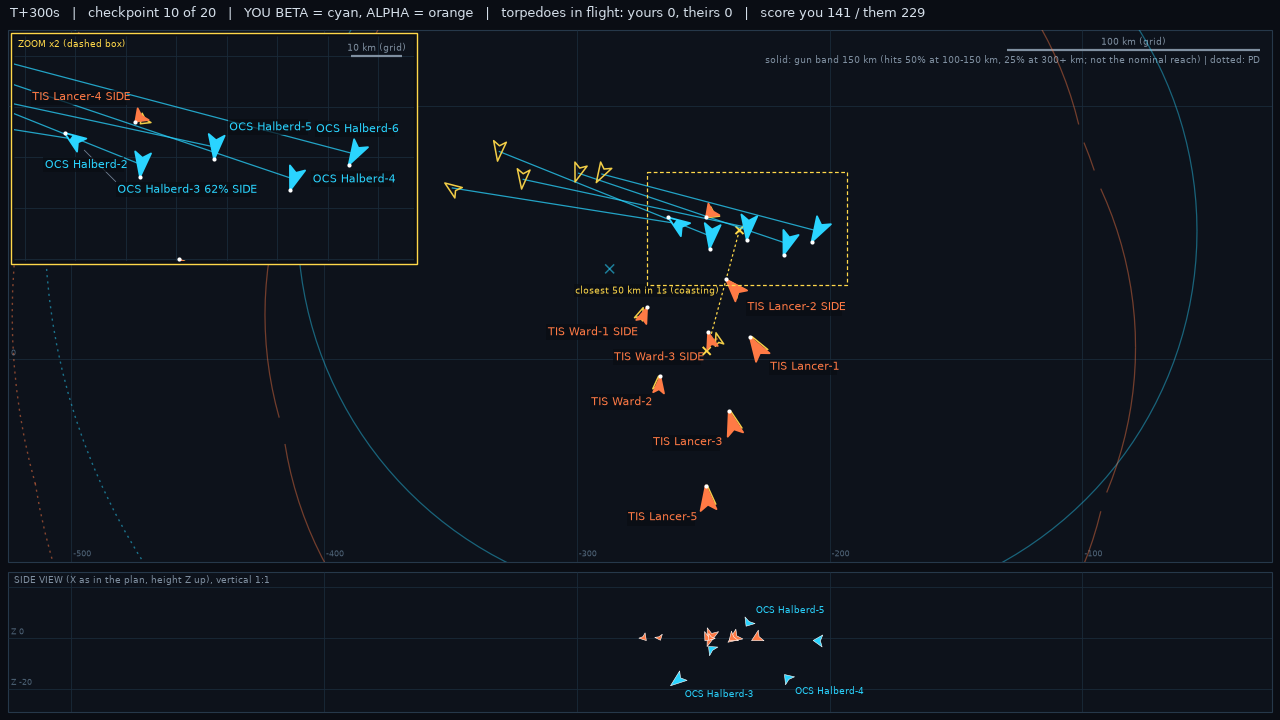 T+300s | checkpoint 10 of 20 | YOU BETA = cyan, ALPHA = orange | torpedoes in flight: yours 0, theirs 0 | score you 141 / them 229
ZOOM x2 (dashed box)
10 km (grid)
100 km (grid)
solid: gun band 150 km (hits 50% at 100-150 km, 25% at 300+ km; not the nominal reach) | dotted: PD
TIS Lancer-4 SIDE
OCS Halberd-5
OCS Halberd-6
OCS Halberd-2
OCS Halberd-4
OCS Halberd-3 62% SIDE
closest 50 km in 1s (coasting)
TIS Lancer-2 SIDE
TIS Ward-1 SIDE
TIS Ward-3 SIDE
TIS Lancer-1
TIS Ward-2
TIS Lancer-3
TIS Lancer-5
0
-500
-400
-300
-200
-100
SIDE VIEW (X as in the plan, height Z up), vertical 1:1
OCS Halberd-5
Z 0
Z -20
OCS Halberd-3
OCS Halberd-4